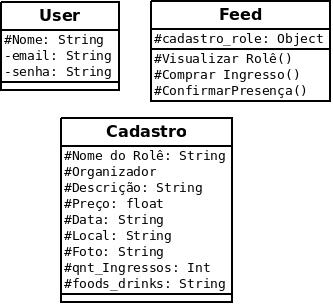 User
#Nome: String
-email: String
-senha: String
Feed
#cadastro_role: Object
#Visualizar Rolê()
#Comprar Ingresso()
#ConfirmarPresença()
Cadastro
#Nome do Rolê: String
#Organizador
#Descrição: String
#Preço: float
#Data: String
#Local: String
#Foto: String
#qnt_Ingressos: Int
#foods_drinks: String